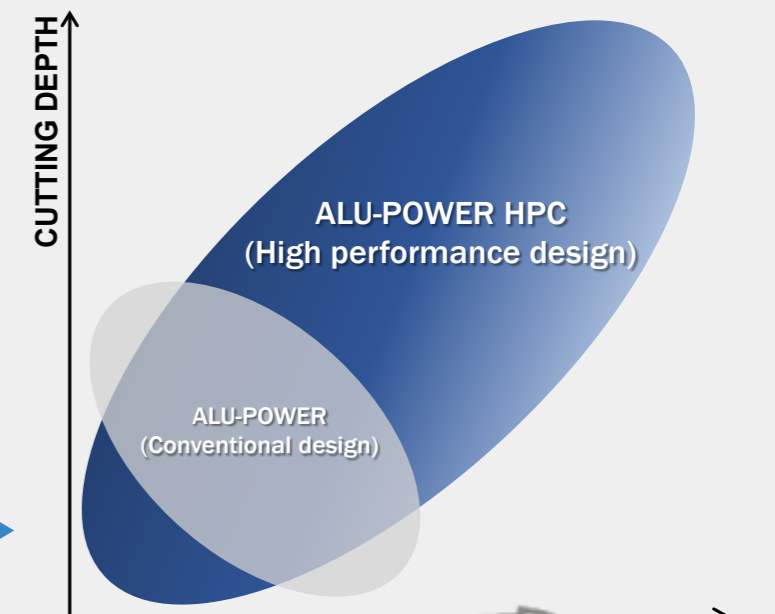 CUTTING DEPTH
ALU-POWER HPC
(High performance design)
ALU-POWER
(Conventional design)